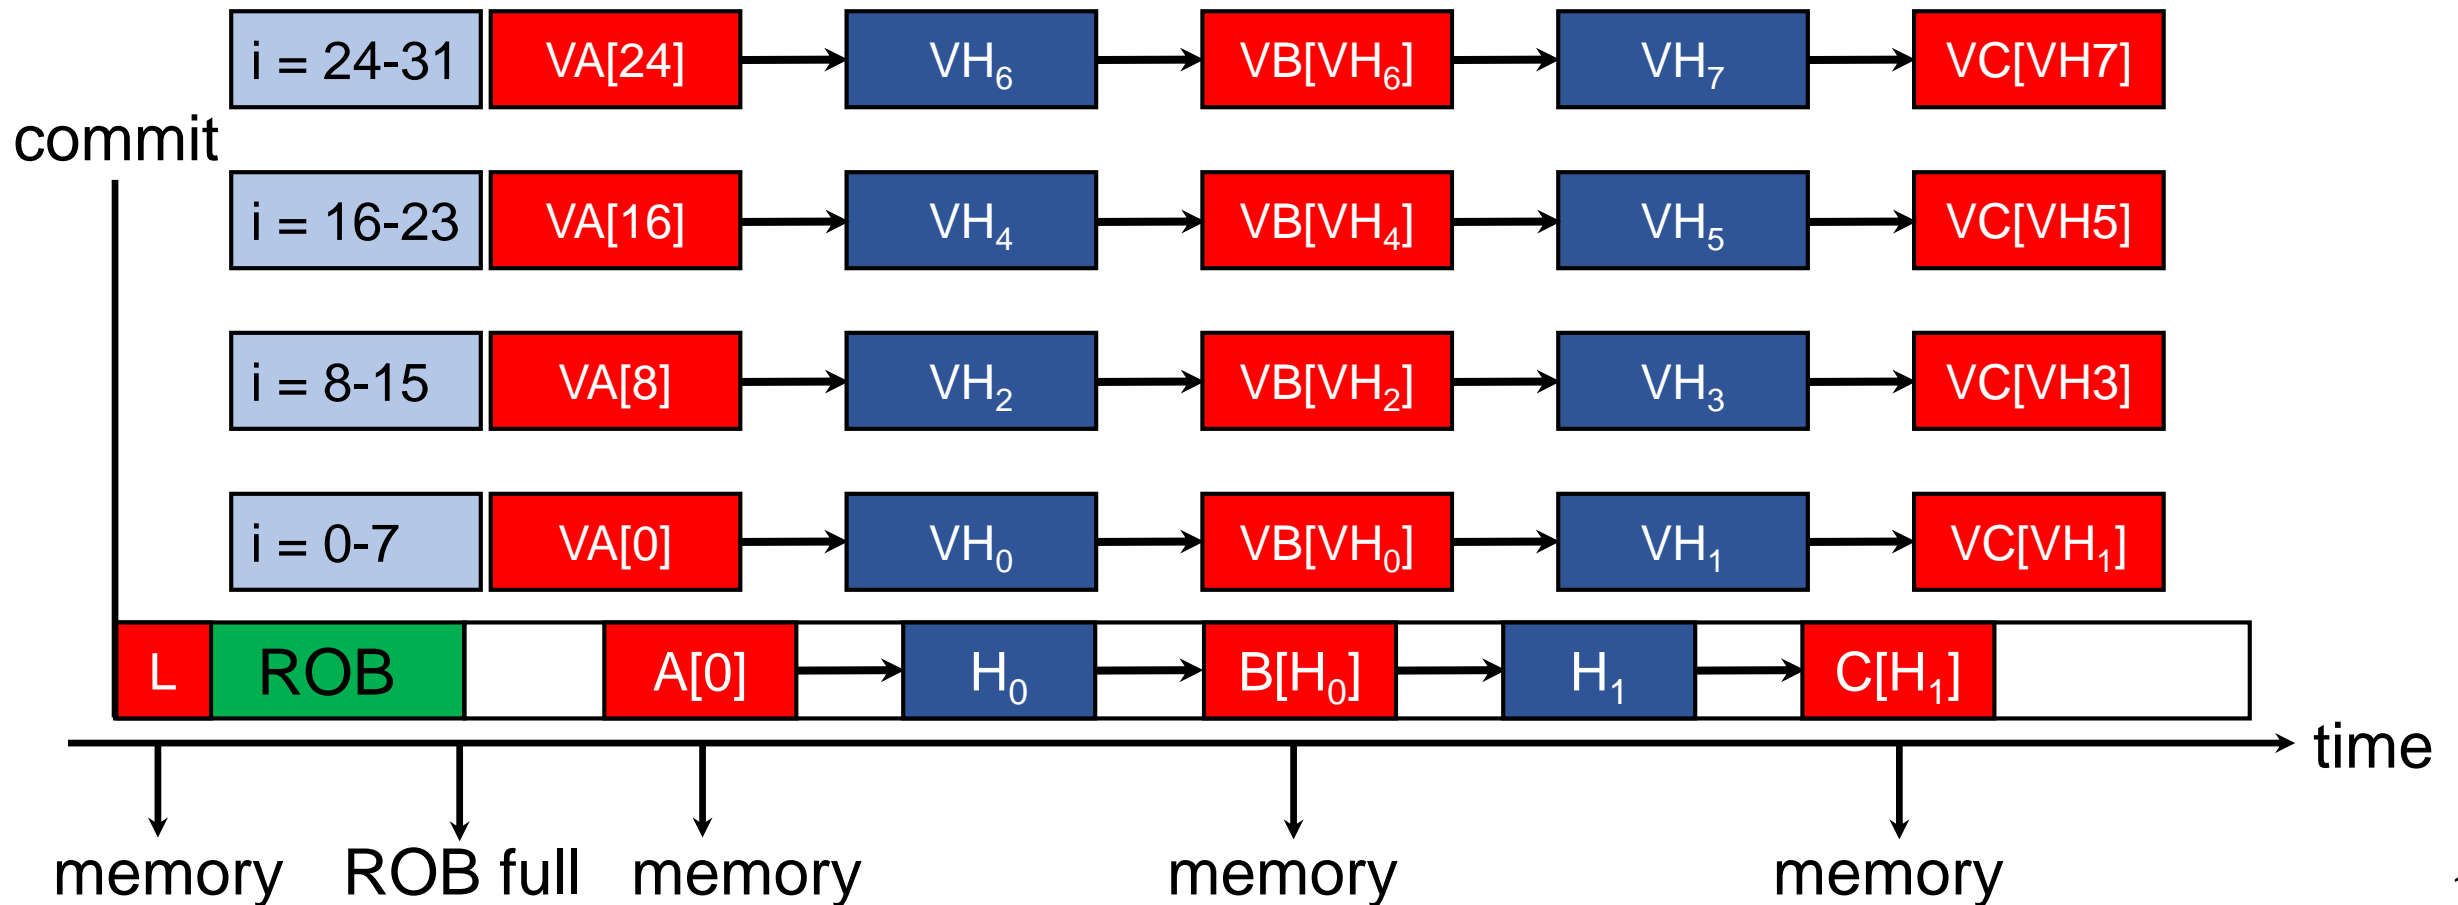 i = 24-31 VA[24] VH₆ VB[VH₆] VH₇ VC[VH7]
commit
i = 16-23 VA[16] VH₄ VB[VH₄] VH₅ VC[VH5]
i = 8-15 VA[8] VH₂ VB[VH₂] VH₃ VC[VH3]
i = 0-7 VA[0] VH₀ VB[VH₀] VH₁ VC[VH₁]
L ROB A[0] H₀ B[H₀] H₁ C[H₁]
time
memory ROB full memory memory memory